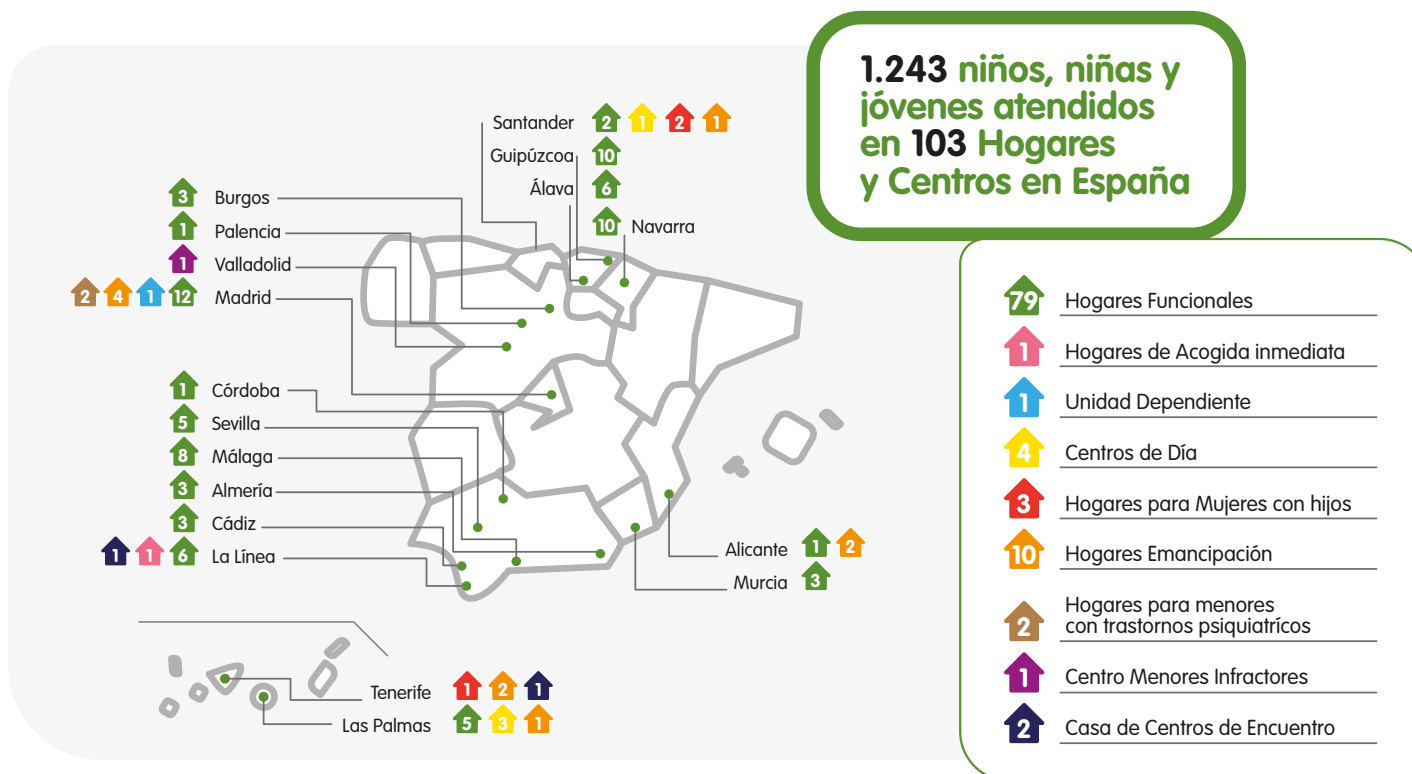 1.243 niños, niñas y
jóvenes atendidos
en 103 Hogares
y Centros en España
Santander 2 1 2 1
Guipúzcoa 10
Álava 6
10 Navarra
3 Burgos
1 Palencia
1 Valladolid
2 4 1 12 Madrid
1 Córdoba
5 Sevilla
8 Málaga
3 Almería
3 Cádiz
1 1 6 La Línea
Alicante 1 2
Murcia 3
Tenerife 1 2 1
Las Palmas 5 3 1
79 Hogares Funcionales
1 Hogares de Acogida inmediata
1 Unidad Dependiente
4 Centros de Día
3 Hogares para Mujeres con hijos
10 Hogares Emancipación
Hogares para menores
2 con trastornos psiquiatrícos
1 Centro Menores Infractores
2 Casa de Centros de Encuentro